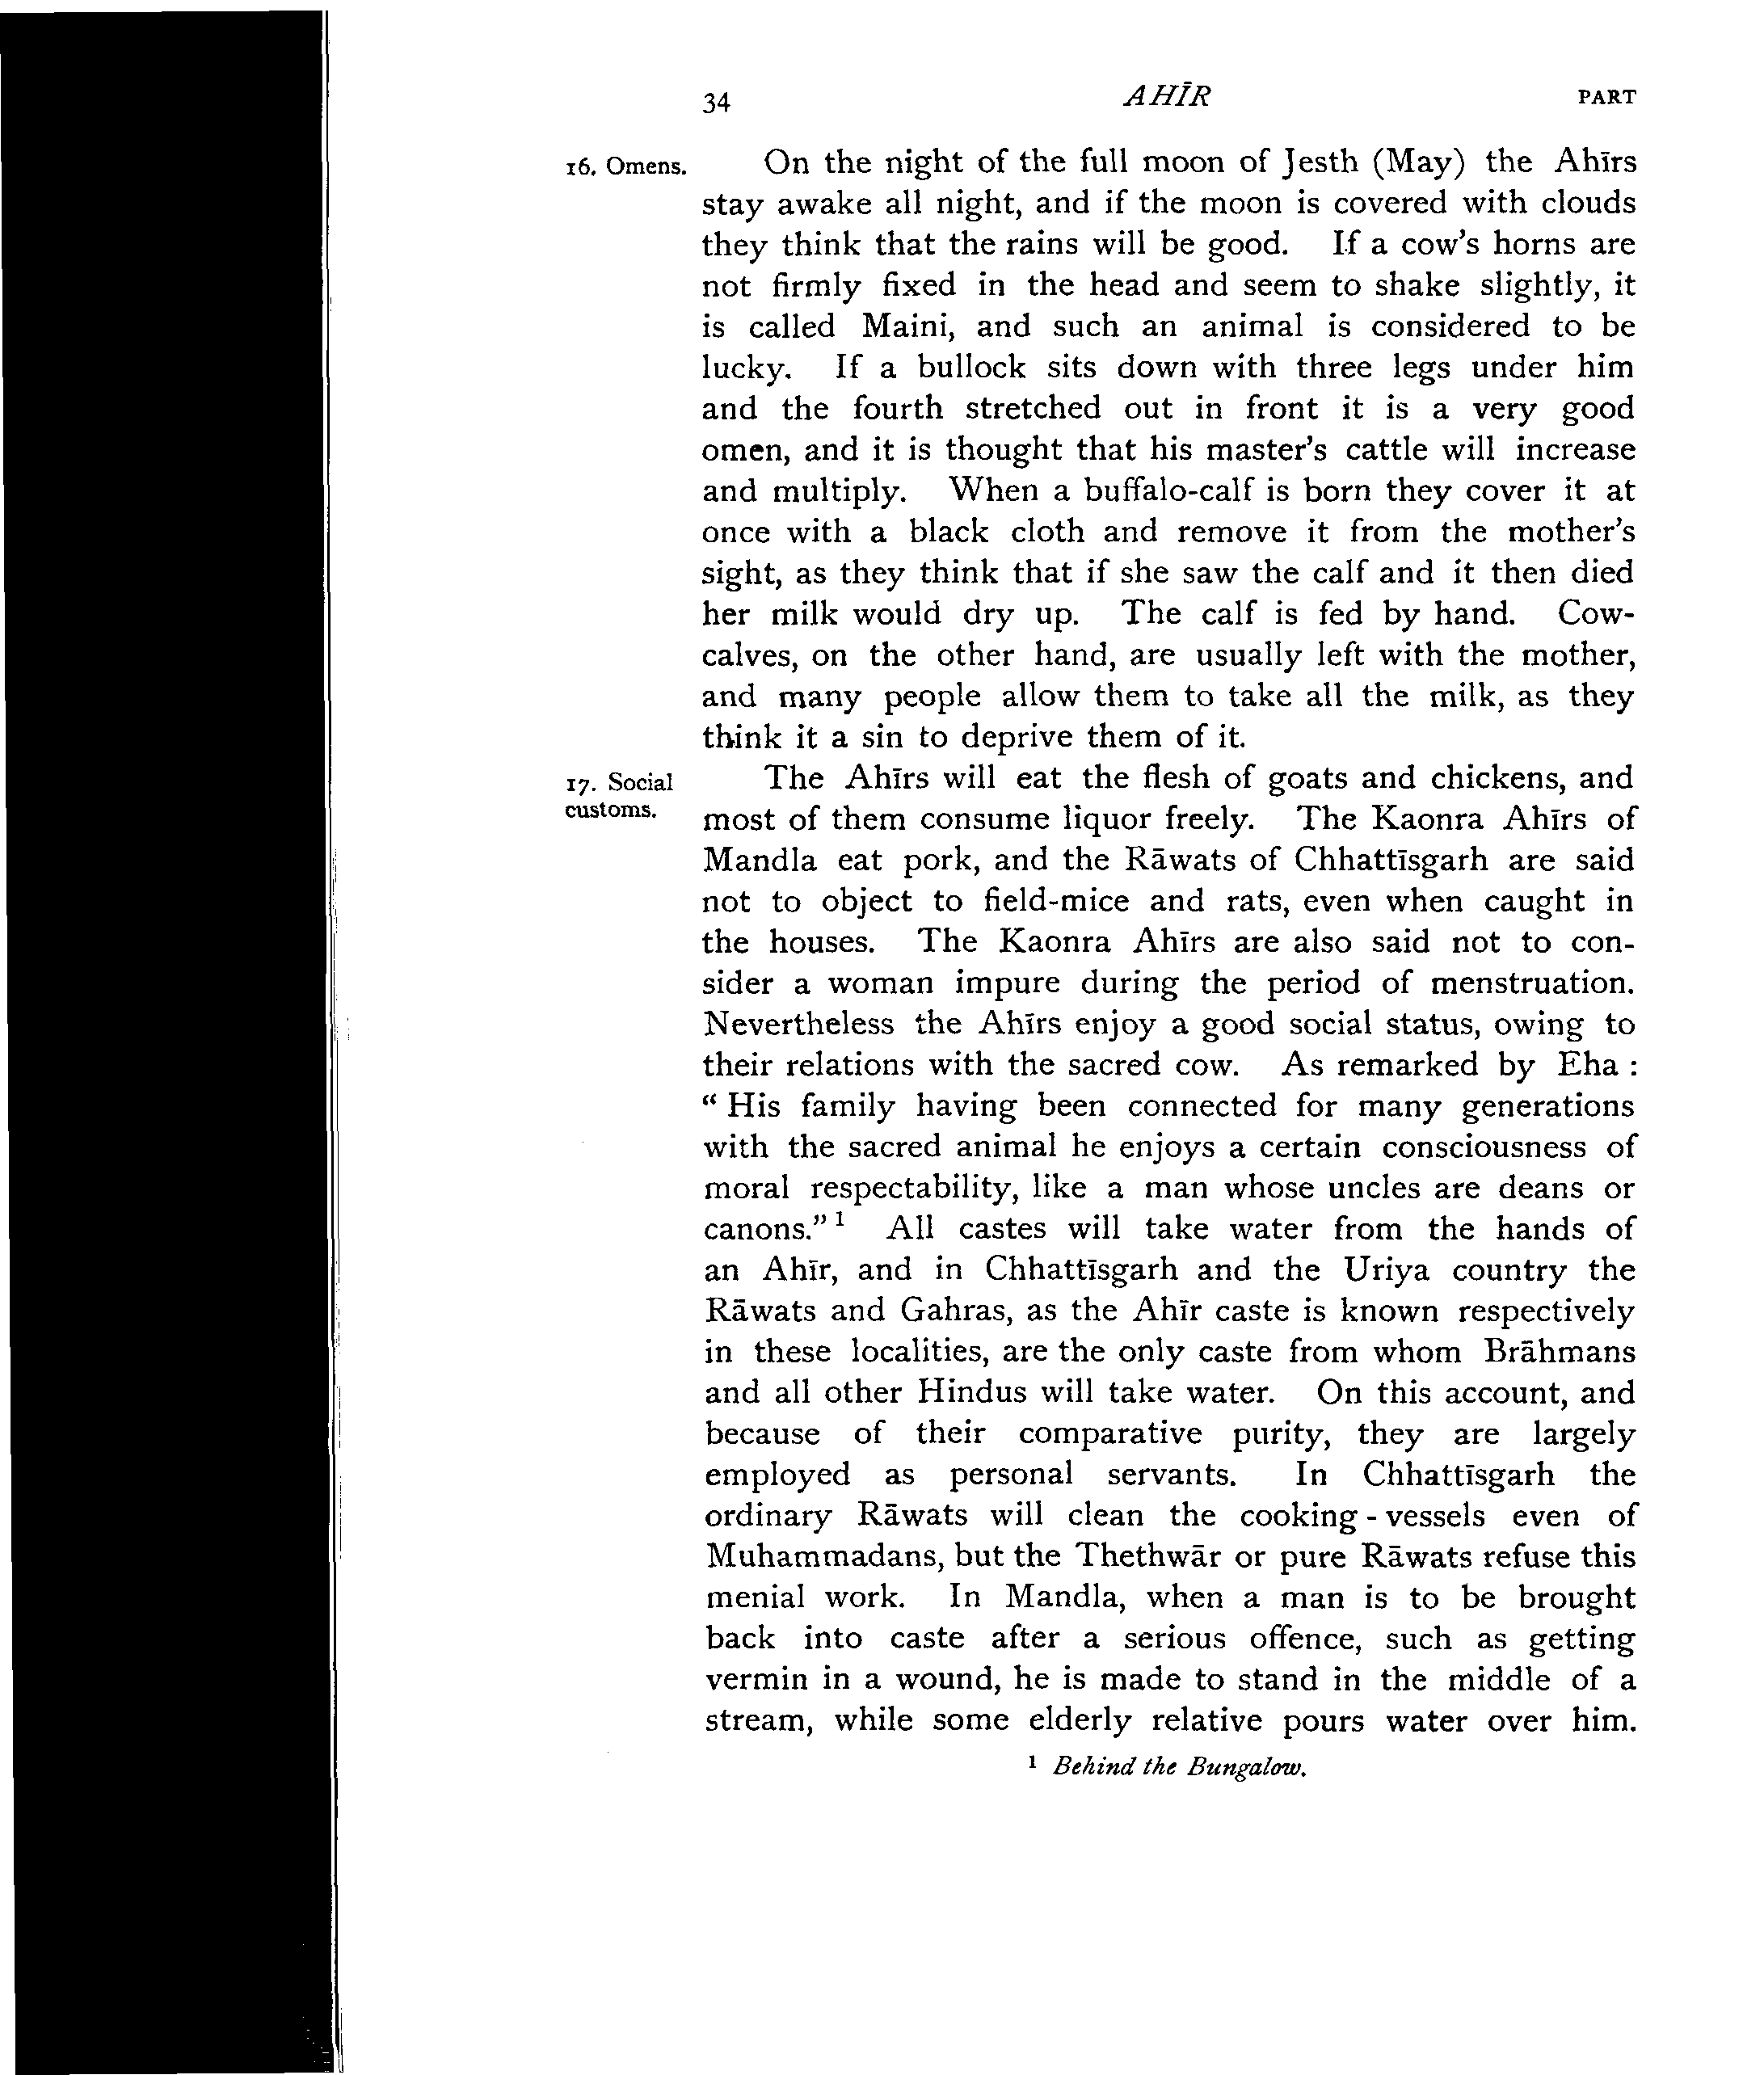 34 AHĪR PART
16. Omens. On the night of the full moon of Jesth (May) the Ahīrs
stay awake all night, and if the moon is covered with clouds
they think that the rains will be good. If a cow's horns are
not firmly fixed in the head and seem to shake slightly, it
is called Maini, and such an animal is considered to be
lucky. If a bullock sits down with three legs under him
and the fourth stretched out in front it is a very good
omen, and it is thought that his master's cattle will increase
and multiply. When a buffalo-calf is born they cover it at
once with a black cloth and remove it from the mother's
sight, as they think that if she saw the calf and it then died
her milk would dry up. The calf is fed by hand. Cow-
calves, on the other hand, are usually left with the mother,
and many people allow them to take all the milk, as they
think it a sin to deprive them of it.
17. Social customs.
The Ahīrs will eat the flesh of goats and chickens, and
most of them consume liquor freely. The Kaonra Ahīrs of
Mandla eat pork, and the Rāwats of Chhattīsgarh are said
not to object to field-mice and rats, even when caught in
the houses. The Kaonra Ahīrs are also said not to con-
sider a woman impure during the period of menstruation.
Nevertheless the Ahīrs enjoy a good social status, owing to
their relations with the sacred cow. As remarked by Eha :
“ His family having been connected for many generations
with the sacred animal he enjoys a certain consciousness of
moral respectability, like a man whose uncles are deans or
canons.” 1 All castes will take water from the hands of
an Ahīr, and in Chhattīsgarh and the Uriya country the
Rāwats and Gahras, as the Ahīr caste is known respectively
in these localities, are the only caste from whom Brāhmans
and all other Hindus will take water. On this account, and
because of their comparative purity, they are largely
employed as personal servants. In Chhattīsgarh the
ordinary Rāwats will clean the cooking-vessels even of
Muhammadans, but the Thethwār or pure Rāwats refuse this
menial work. In Mandla, when a man is to be brought
back into caste after a serious offence, such as getting
vermin in a wound, he is made to stand in the middle of a
stream, while some elderly relative pours water over him.
1 Behind the Bungalow.